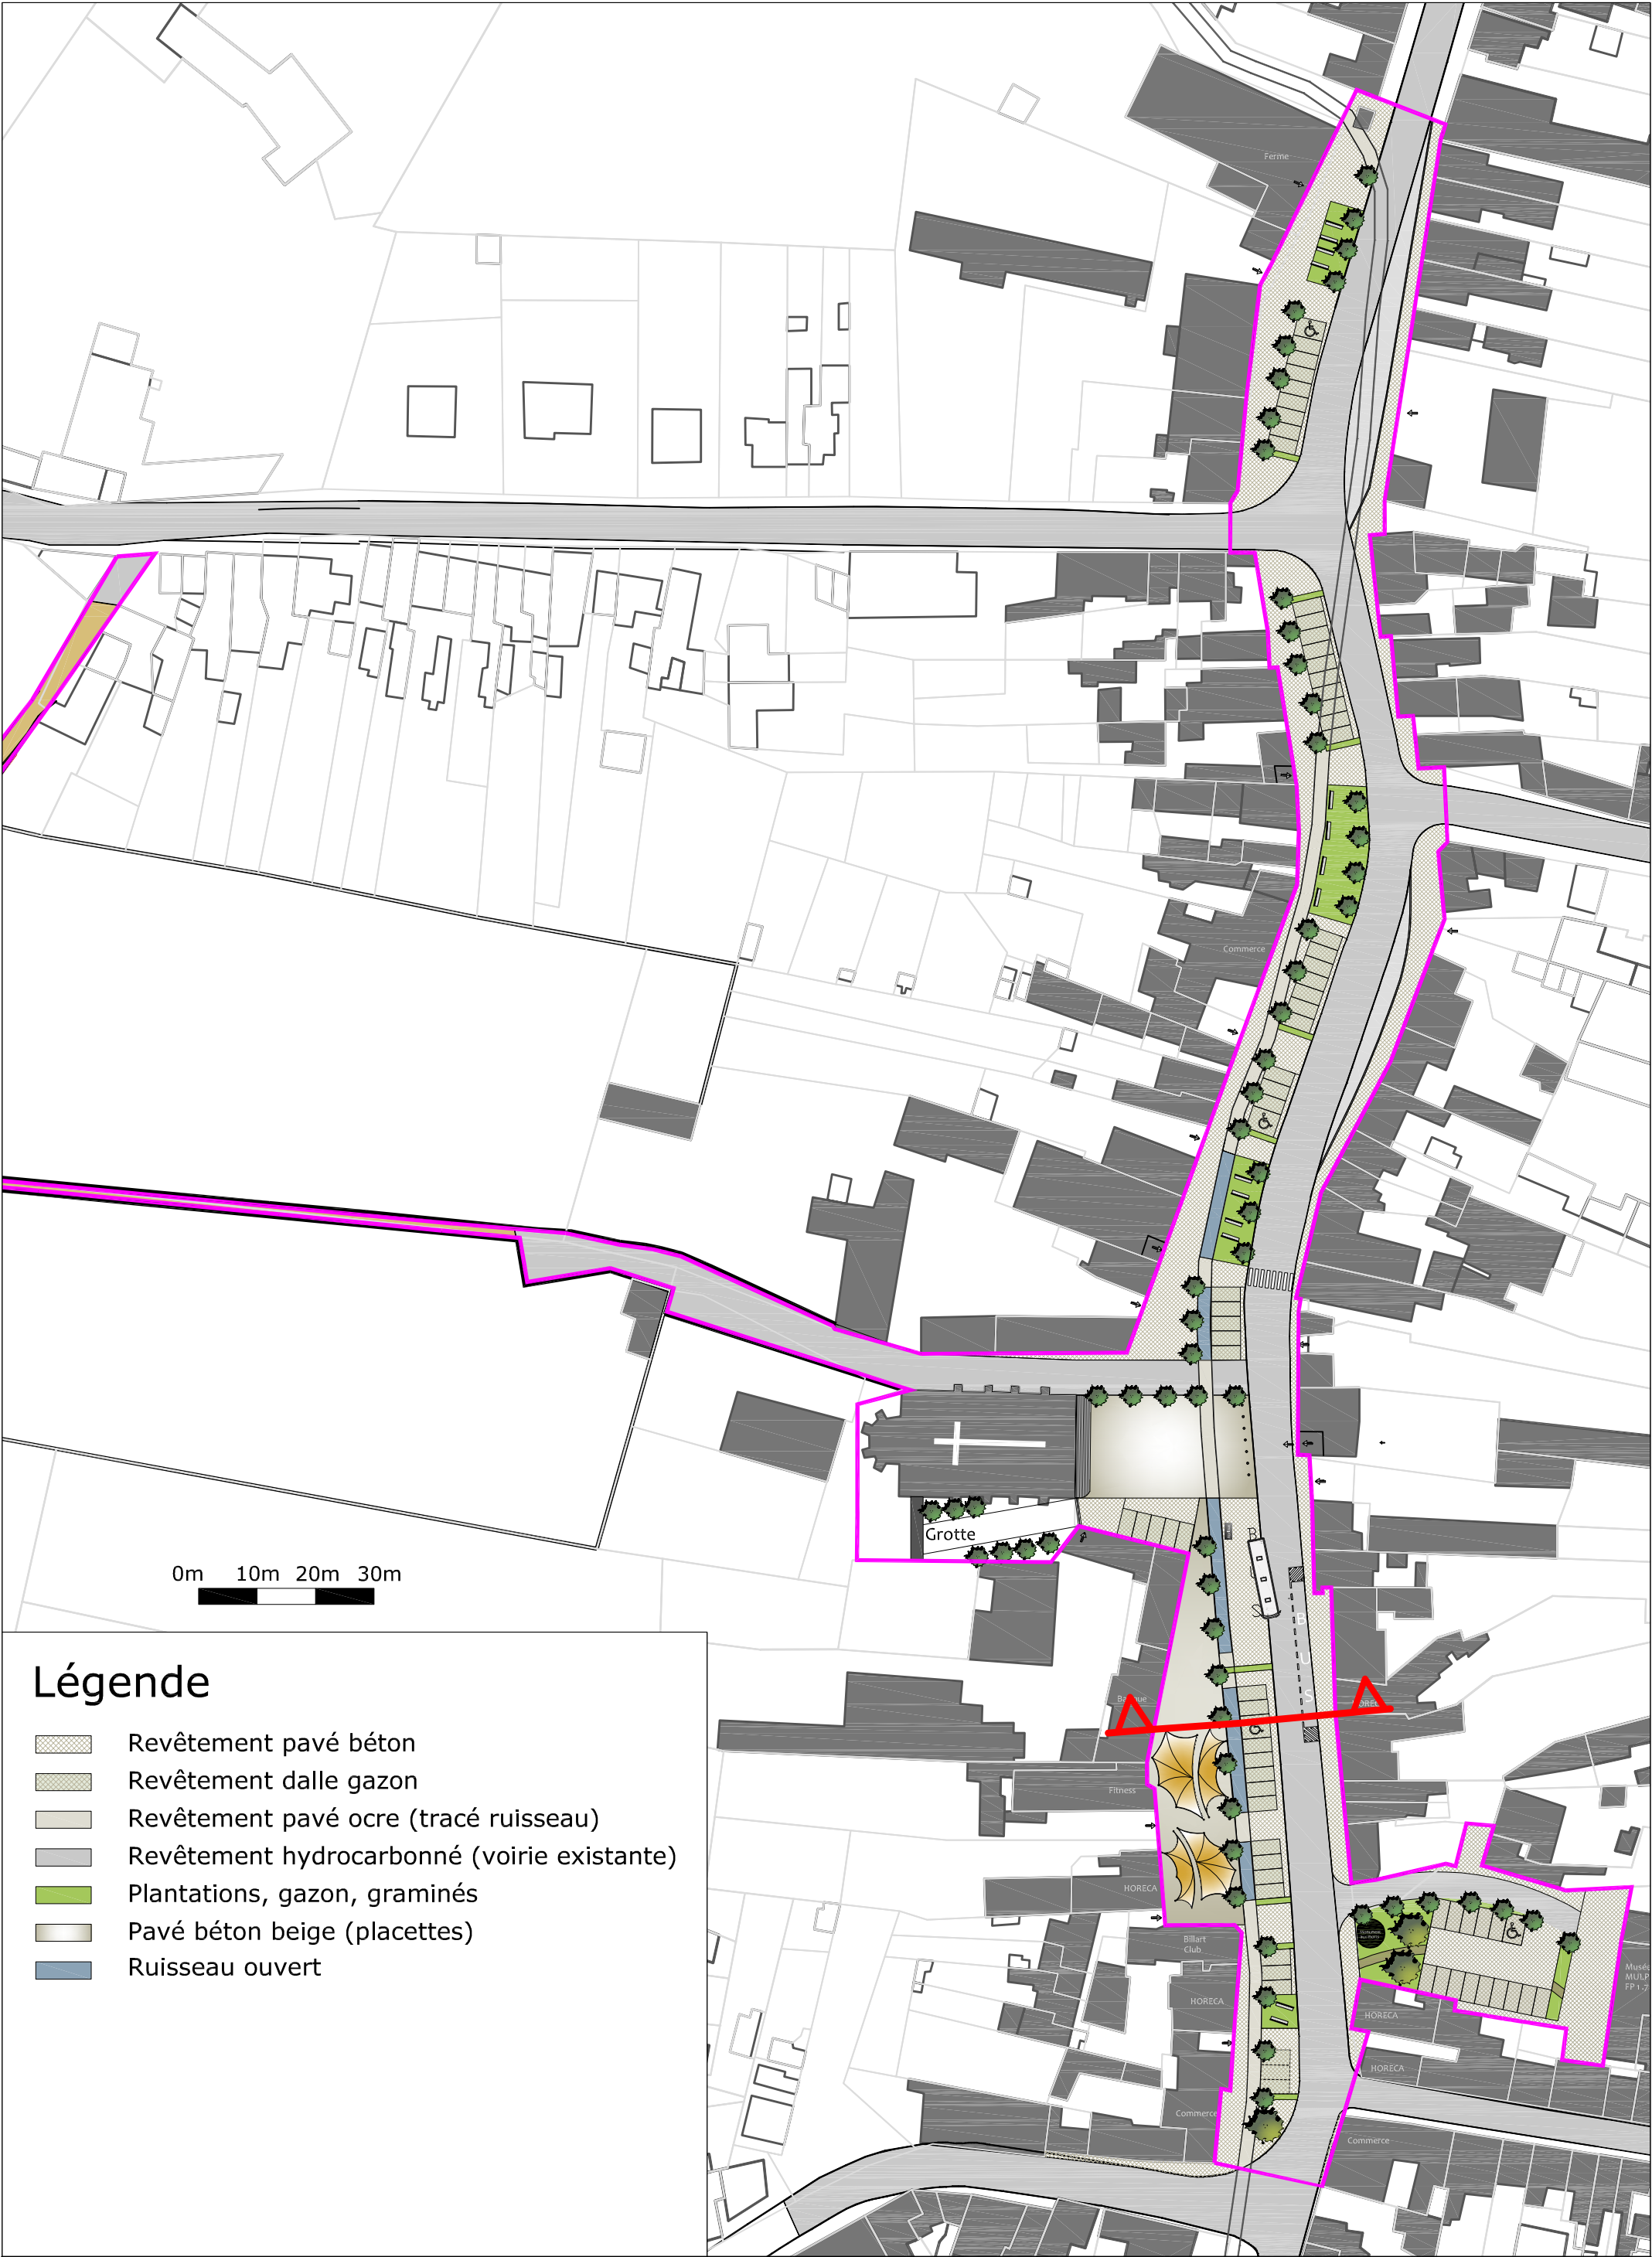 Ferme
Commerce
Grotte
B
S
B
U
S
0m 10m 20m 30m
Fitness
HORECA
Billart
Club
HORECA
HORECA
HORECA
Commerce
Commerce
Légende
Revêtement pavé béton
Revêtement dalle gazon
Revêtement pavé ocre (tracé ruisseau)
Revêtement hydrocarbonné (voirie existante)
Plantations, gazon, graminés
Pavé béton beige (placettes)
Ruisseau ouvert